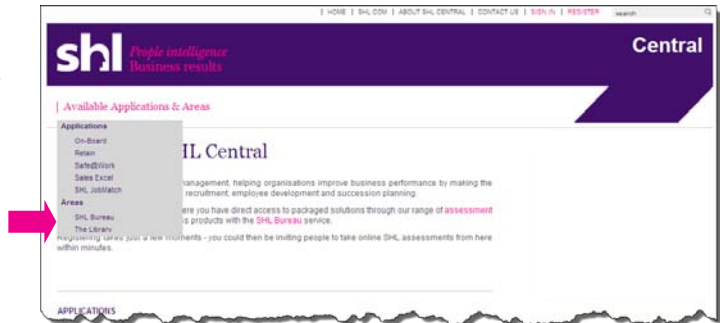 | HOME | SHL.COM | ABOUT SHL CENTRAL | CONTACT US | SIGN IN | REGISTER search
shl People intelligence
Business results
Central
| Available Applications & Areas
Applications
On-Board
Retain
Safe@Work
Sales Excel
SHL JobMatch
Areas
SHL Bureau
The Library
HL Central
management, helping organisations improve business performance by making the
recruitment, employee development and succession planning.
ere you have direct access to packaged solutions through our range of assessment
s products with the SHL Bureau service.
Registering takes just a few moments - you could then be inviting people to take online SHL assessments from here
within minutes.
APPLICATIONS